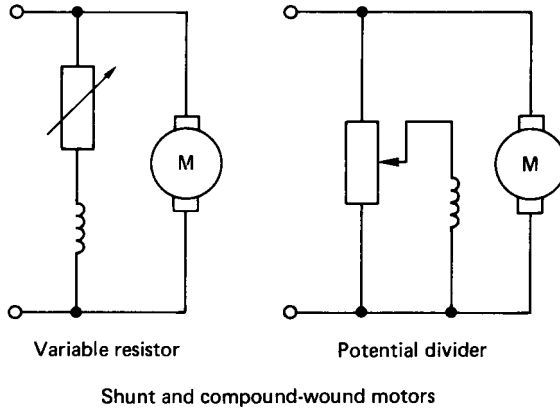 M
M
Variable resistor
Potential divider
Shunt and compound-wound motors